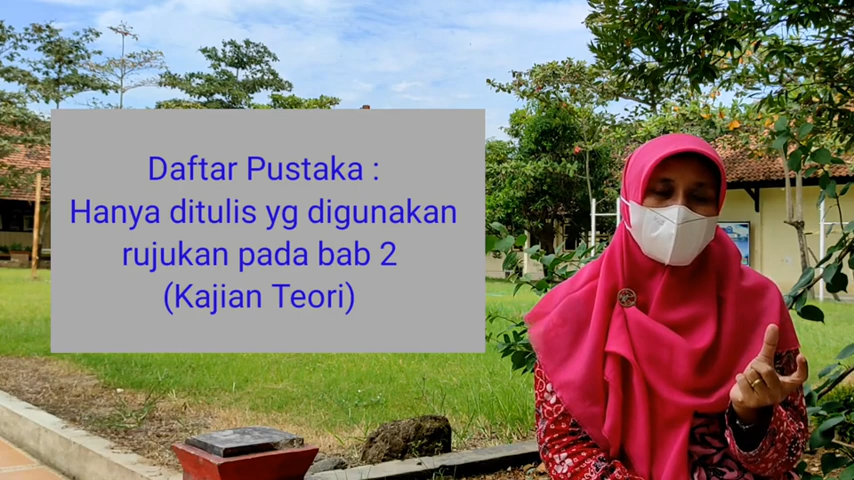 Daftar Pustaka :
Hanya ditulis yg digunakan
rujukan pada bab 2
(Kajian Teori)